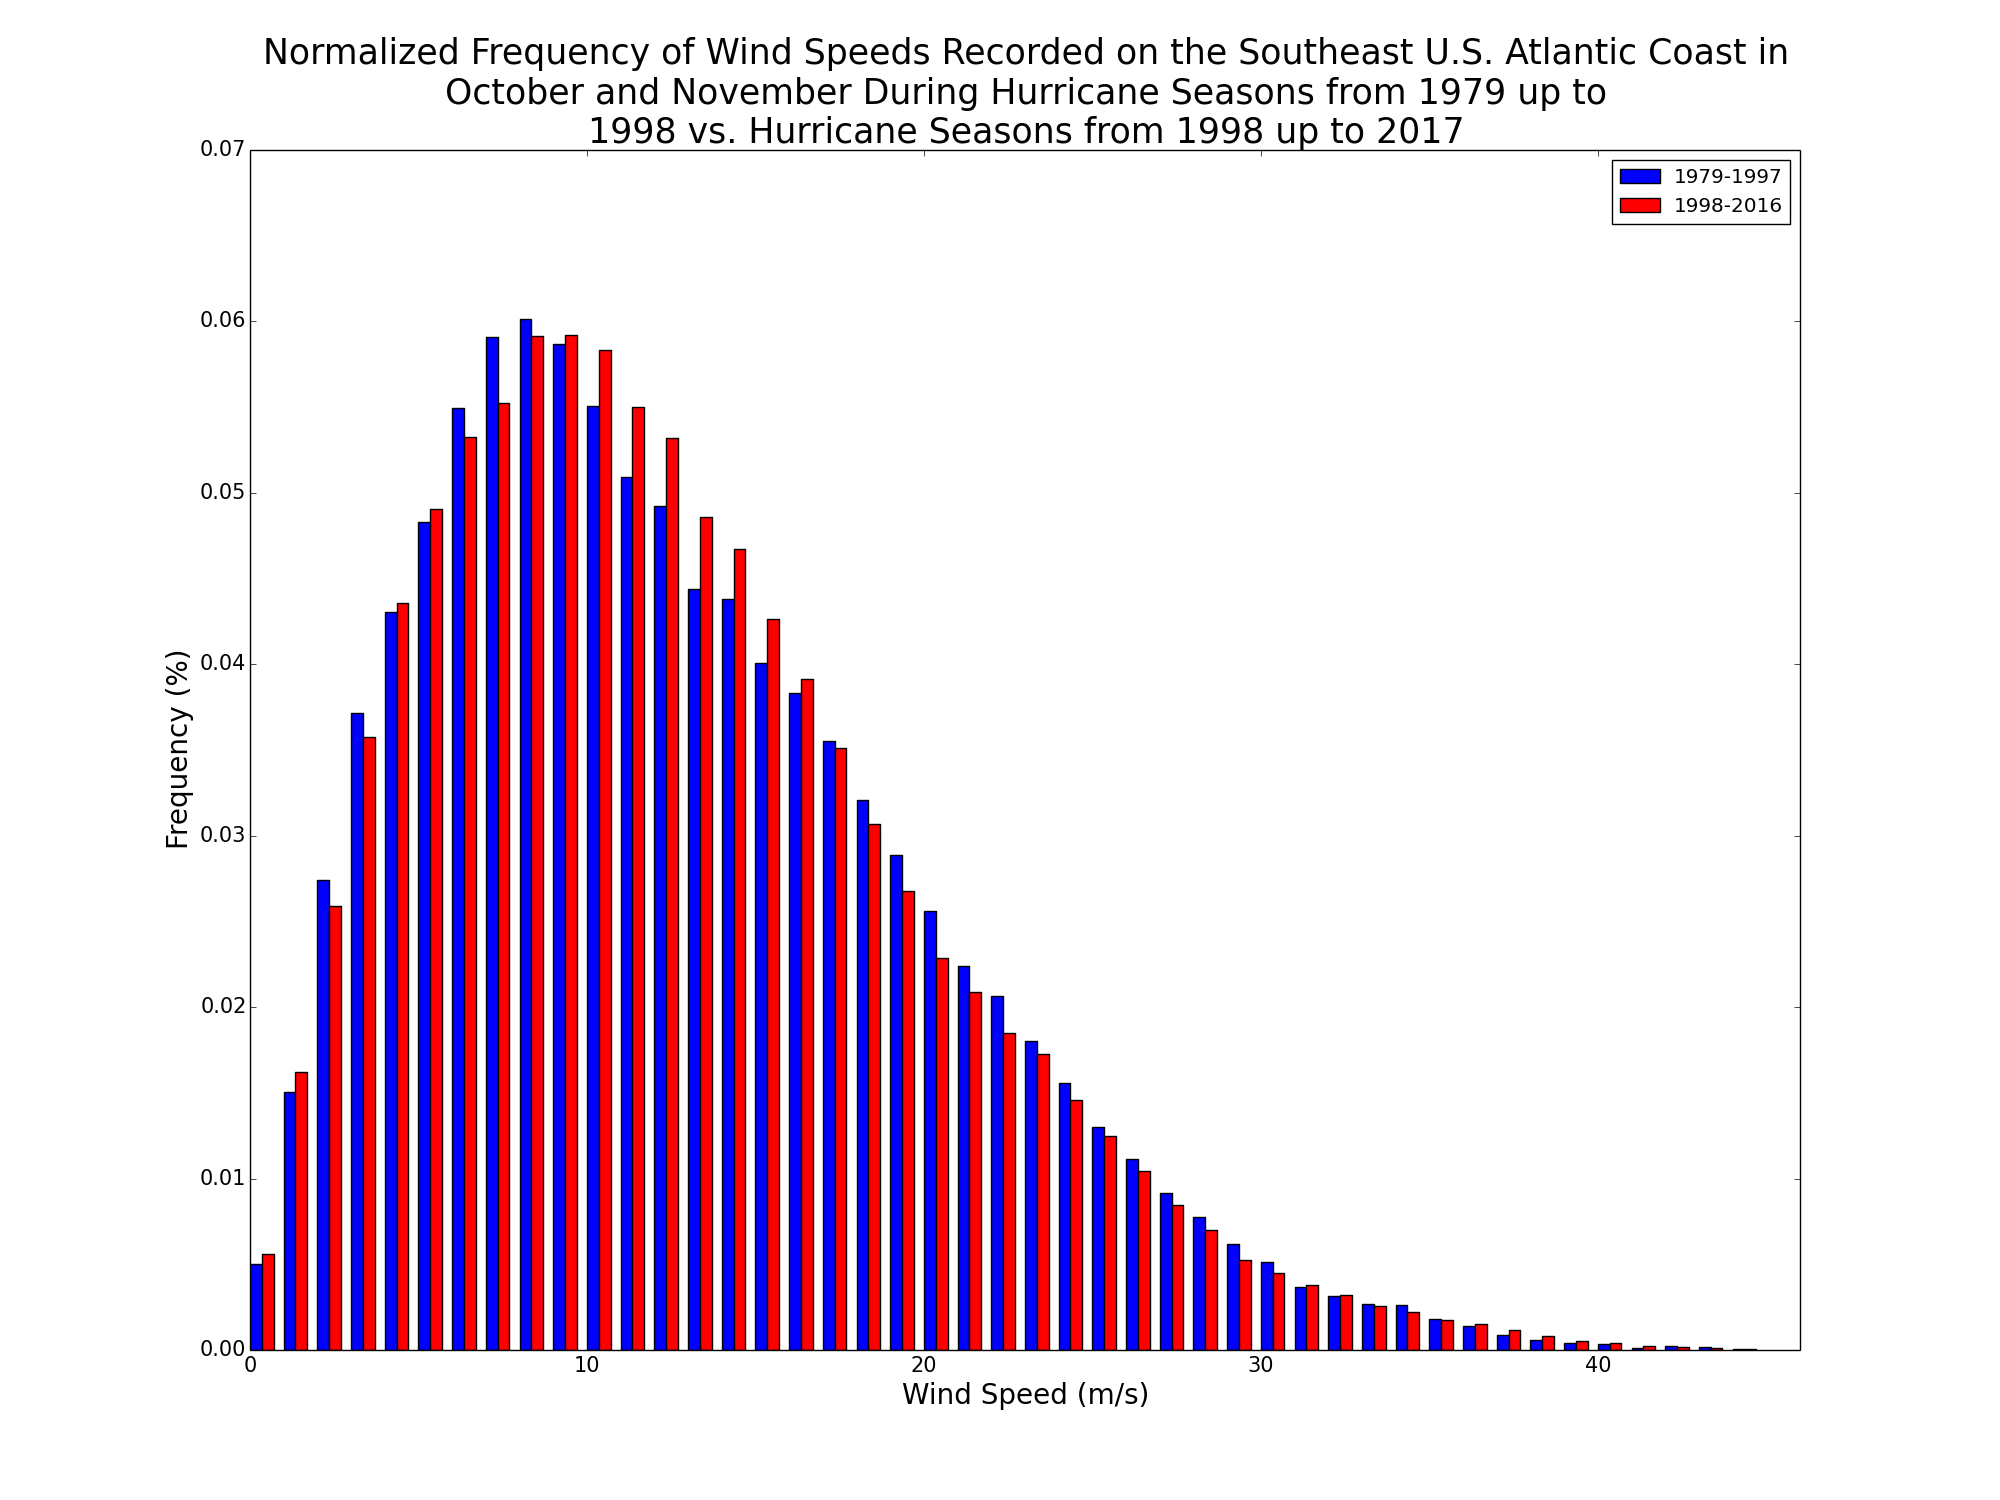 Normalized Frequency of Wind Speeds Recorded on the Southeast U.S. Atlantic Coast in
October and November During Hurricane Seasons from 1979 up to
1998 vs. Hurricane Seasons from 1998 up to 2017
1979-1997
1998-2016
0.07
0.06
0.05
0.04
0.03
0.02
0.01
0.00
Frequency (%)
0 10 20 30 40
Wind Speed (m/s)